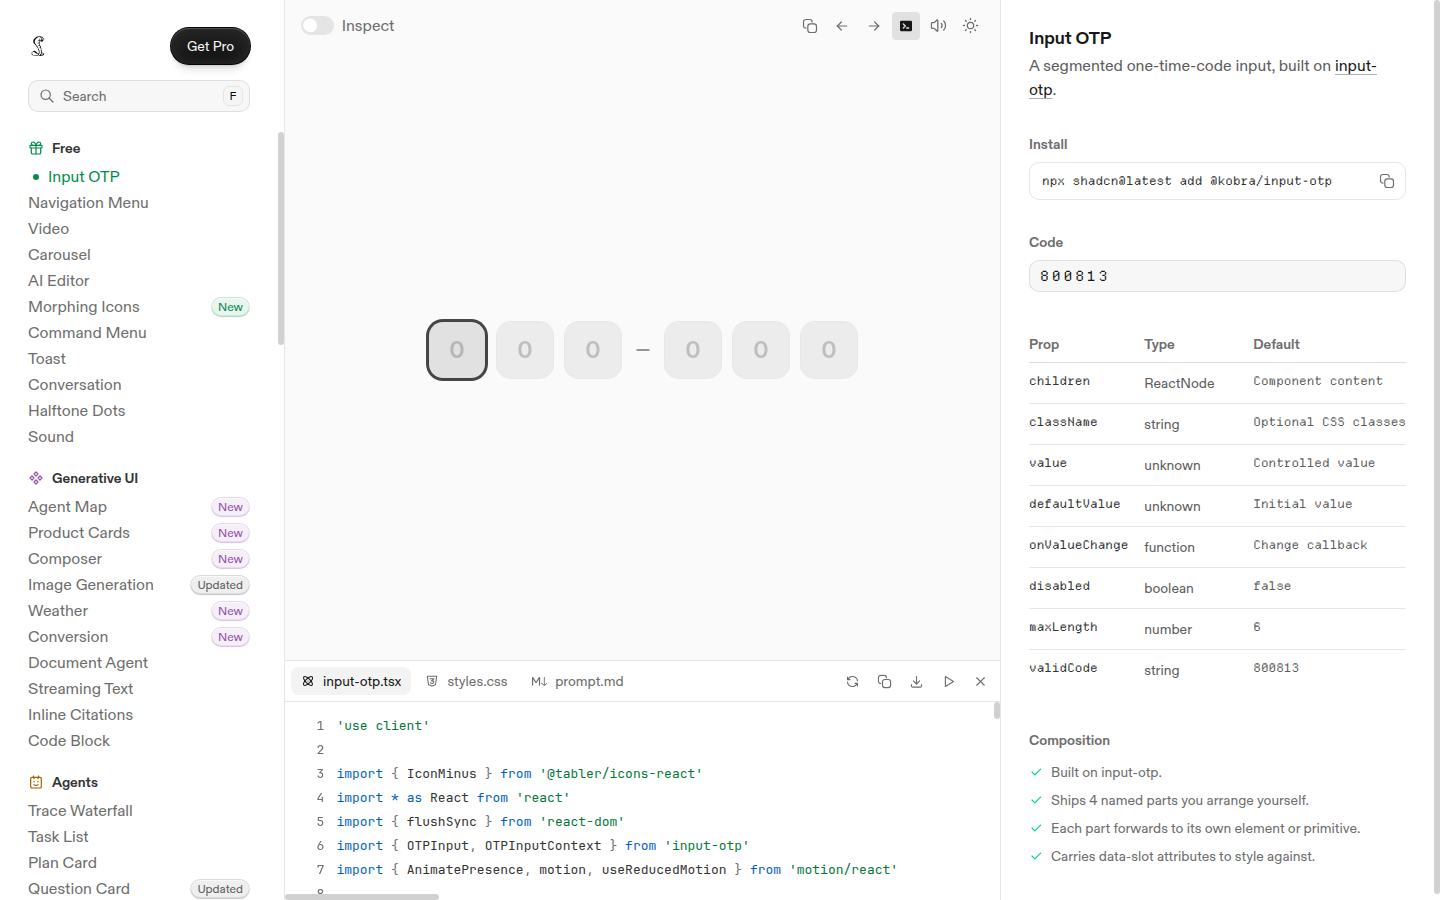 Get Pro
Search
F
Free
Input OTP
Navigation Menu
Video
Carousel
AI Editor
Morphing Icons New
Command Menu
Toast
Conversation
Halftone Dots
Sound
Generative UI
Agent Map New
Product Cards New
Composer New
Image Generation Updated
Weather New
Conversion New
Document Agent
Streaming Text
Inline Citations
Code Block
Agents
Trace Waterfall
Task List
Plan Card
Question Card Updated
Inspect
0 0 0 – 0 0 0
input-otp.tsx styles.css prompt.md
1 'use client'
2
3 import { IconMinus } from '@tabler/icons-react'
4 import * as React from 'react'
5 import { flushSync } from 'react-dom'
6 import { OTPInput, OTPInputContext } from 'input-otp'
7 import { AnimatePresence, motion, useReducedMotion } from 'motion/react'
8
Input OTP
A segmented one-time-code input, built on input-
otp.
Install
npx shadcn@latest add @kobra/input-otp
Code
800813
Prop Type Default
children ReactNode Component content
className string Optional CSS classes
value unknown Controlled value
defaultValue unknown Initial value
onValueChange function Change callback
disabled boolean false
maxLength number 6
validCode string 800813
Composition
Built on input-otp.
Ships 4 named parts you arrange yourself.
Each part forwards to its own element or primitive.
Carries data-slot attributes to style against.